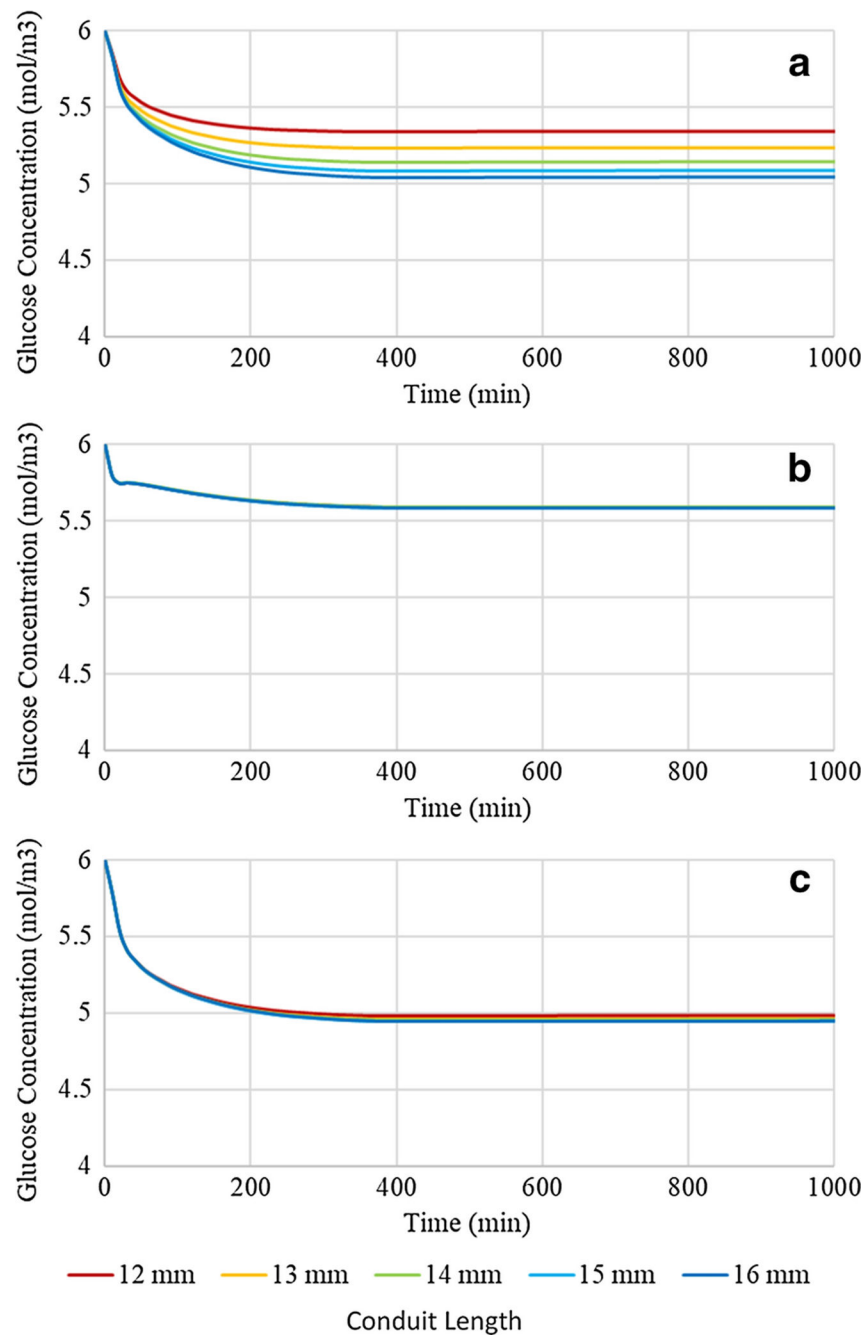 Glucose Concentration (mol/m3)
6
5.5
5
4.5
4
a
0 200 400 600 800 1000
Time (min)
Glucose Concentration (mol/m3)
6
5.5
5
4.5
4
b
0 200 400 600 800 1000
Time (min)
Glucose Concentration (mol/m3)
6
5.5
5
4.5
4
c
0 200 400 600 800 1000
Time (min)
12 mm 13 mm 14 mm 15 mm 16 mm
Conduit Length